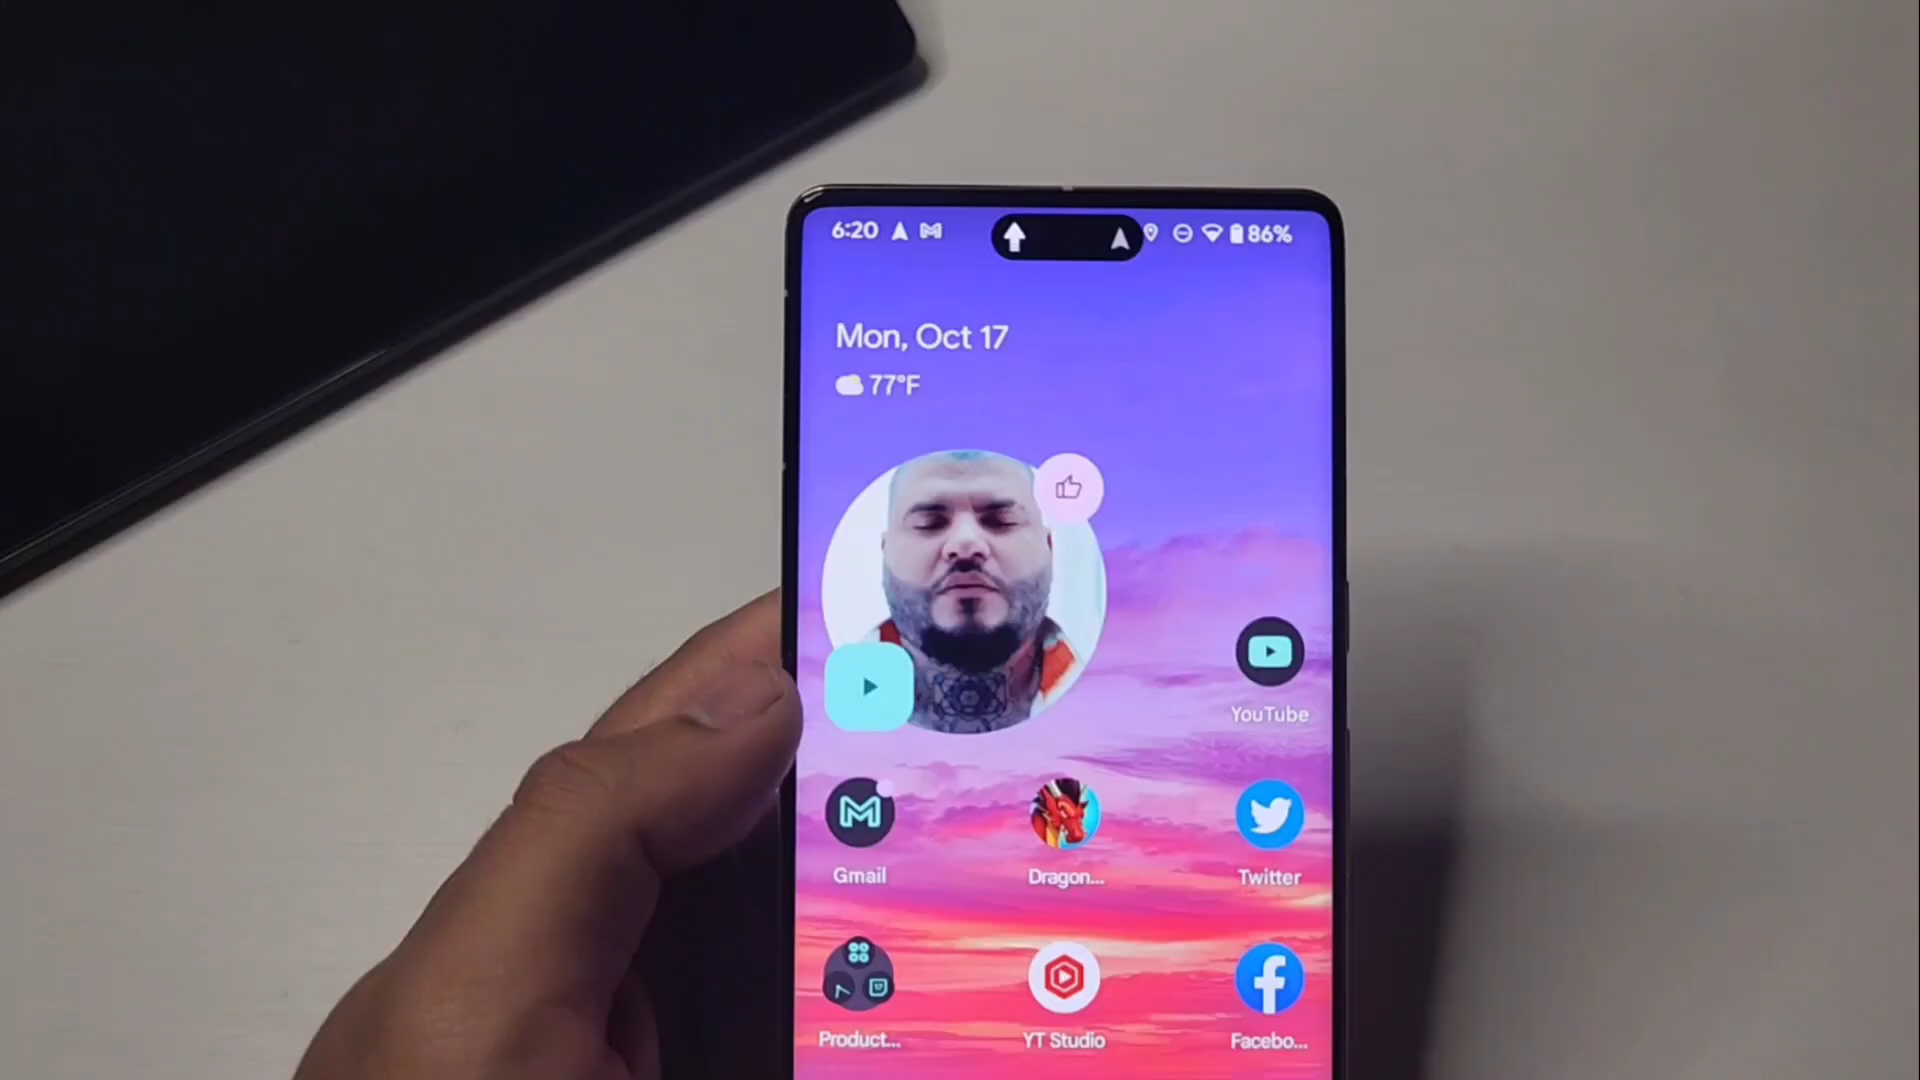 6:20
86%
Mon, Oct 17
77°F
YouTube
Gmail
Dragon...
Twitter
Product...
YT Studio
Facebo...